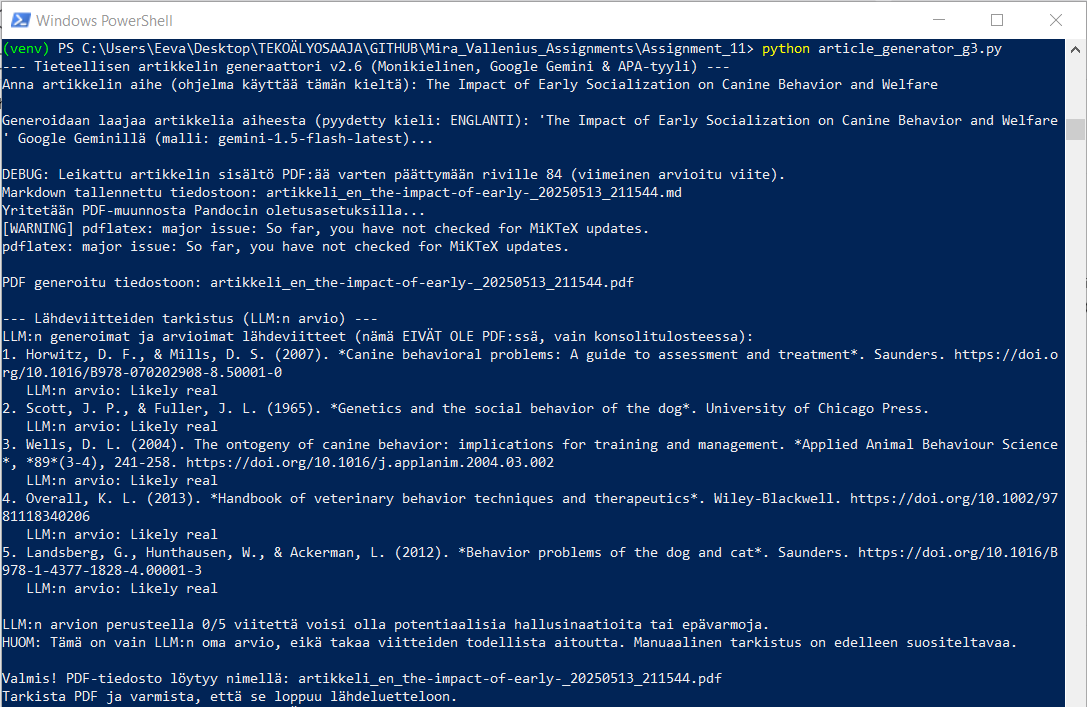 Windows PowerShell
(venv) PS C:\Users\Eeva\Desktop\TEKOÄLYOSAAJA\GITHUB\Mira_Vallenius_Assignments\Assignment_11> python article_generator_g3.py
--- Tieteellisen artikkelin generaattori v2.6 (Monikielinen, Google Gemini & APA-tyyli) ---
Anna artikkelin aihe (ohjelma käyttää tämän kieltä): The Impact of Early Socialization on Canine Behavior and Welfare
Generoidaan laajaa artikkelia aiheesta (pyydetty kieli: ENGLANTI): 'The Impact of Early Socialization on Canine Behavior and Welfare
' Google Geminillä (malli: gemini-1.5-flash-latest)...
DEBUG: Leikattu artikkelin sisältö PDF:ää varten päättymään riville 84 (viimeinen arvioitu viite).
Markdown tallennettu tiedostoon: artikkeli_en_the-impact-of-early-_20250513_211544.md
Yritetään PDF-muunnosta Pandocin oletusasetuksilla...
[WARNING] pdflatex: major issue: So far, you have not checked for MiKTeX updates.
pdflatex: major issue: So far, you have not checked for MiKTeX updates.
PDF generoitu tiedostoon: artikkeli_en_the-impact-of-early-_20250513_211544.pdf
--- Lähdeviitteiden tarkistus (LLM:n arvio) ---
LLM:n generoimat ja arvioimat lähdeviitteet (nämä EIVÄT OLE PDF:ssä, vain konsolitulosteessa):
1. Horwitz, D. F., & Mills, D. S. (2007). *Canine behavioral problems: A guide to assessment and treatment*. Saunders. https://doi.o
rg/10.1016/B978-070202908-8.50001-0
LLM:n arvio: Likely real
2. Scott, J. P., & Fuller, J. L. (1965). *Genetics and the social behavior of the dog*. University of Chicago Press.
LLM:n arvio: Likely real
3. Wells, D. L. (2004). The ontogeny of canine behavior: implications for training and management. *Applied Animal Behaviour Science
*, *89*(3-4), 241-258. https://doi.org/10.1016/j.applanim.2004.03.002
LLM:n arvio: Likely real
4. Overall, K. L. (2013). *Handbook of veterinary behavior techniques and therapeutics*. Wiley-Blackwell. https://doi.org/10.1002/97
81118340206
LLM:n arvio: Likely real
5. Landsberg, G., Hunthausen, W., & Ackerman, L. (2012). *Behavior problems of the dog and cat*. Saunders. https://doi.org/10.1016/B
978-1-4377-1828-4.00001-3
LLM:n arvio: Likely real
LLM:n arvion perusteella 0/5 viitettä voisi olla potentiaalisia hallusinaatioita tai epävarmoja.
HUOM: Tämä on vain LLM:n oma arvio, eikä takaa viitteiden todellista aitoutta. Manuaalinen tarkistus on edelleen suositeltavaa.
Valmis! PDF-tiedosto löytyy nimellä: artikkeli_en_the-impact-of-early-_20250513_211544.pdf
Tarkista PDF ja varmista, että se loppuu lähdeluetteloon.